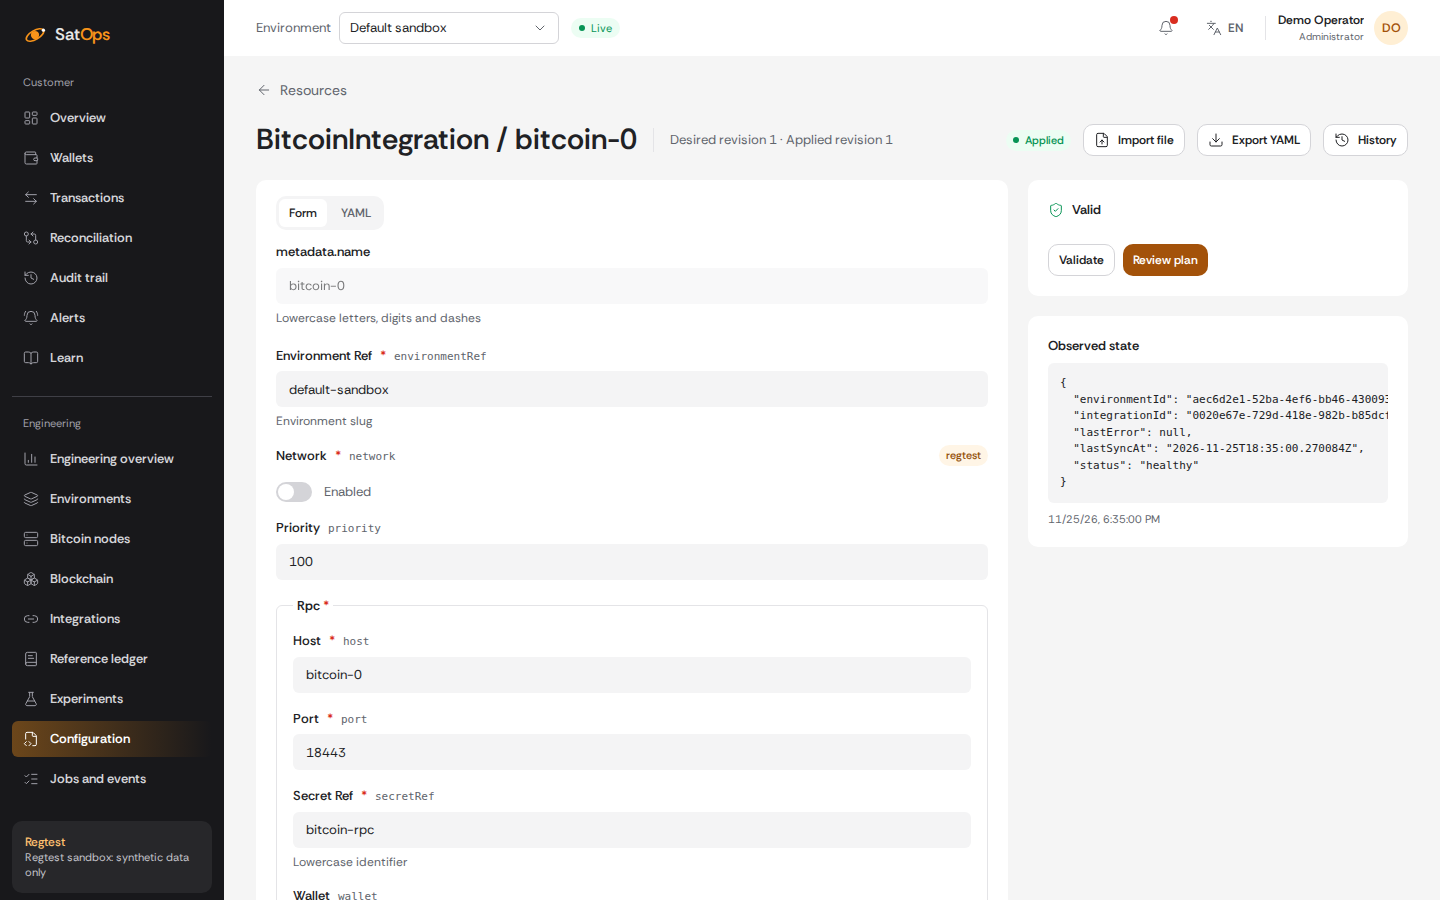 SatOps
Customer
Overview
Wallets
Transactions
Reconciliation
Audit trail
Alerts
Learn
Engineering
Engineering overview
Environments
Bitcoin nodes
Blockchain
Integrations
Reference ledger
Experiments
Configuration
Jobs and events
Regtest
Regtest sandbox: synthetic data
only
Environment
Default sandbox
Live
EN
Demo Operator
Administrator
DO
Resources
BitcoinIntegration / bitcoin-0
Desired revision 1 · Applied revision 1
Applied
Import file
Export YAML
History
Form
YAML
metadata.name
bitcoin-0
Lowercase letters, digits and dashes
Environment Ref * environmentRef
default-sandbox
Environment slug
Network * network
regtest
Enabled
Priority priority
100
Rpc *
Host * host
bitcoin-0
Port * port
18443
Secret Ref * secretRef
bitcoin-rpc
Lowercase identifier
Wallet wallet
Valid
Validate
Review plan
Observed state
{
"environmentId": "aec6d2e1-52ba-4ef6-bb46-430093
"integrationId": "0020e67e-729d-418e-982b-b85dcf
"lastError": null,
"lastSyncAt": "2026-11-25T18:35:00.270084Z",
"status": "healthy"
}
11/25/26, 6:35:00 PM